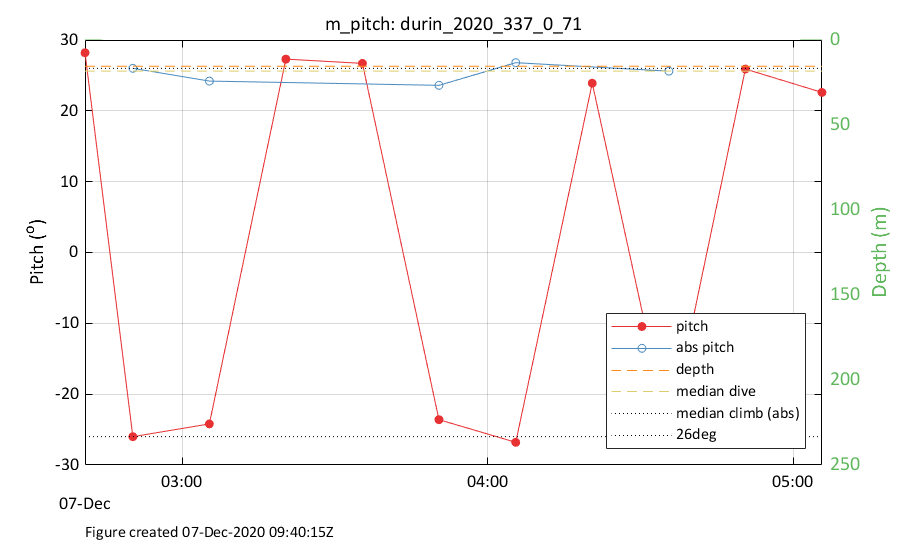 m_pitch: durin_2020_337_0_71
30
20
10
0
-10
-20
-30
Pitch (º)
0
50
100
150
200
250
Depth (m)
pitch
abs pitch
depth
median dive
median climb (abs)
26deg
03:00
04:00
05:00
07-Dec
Figure created 07-Dec-2020 09:40:15Z